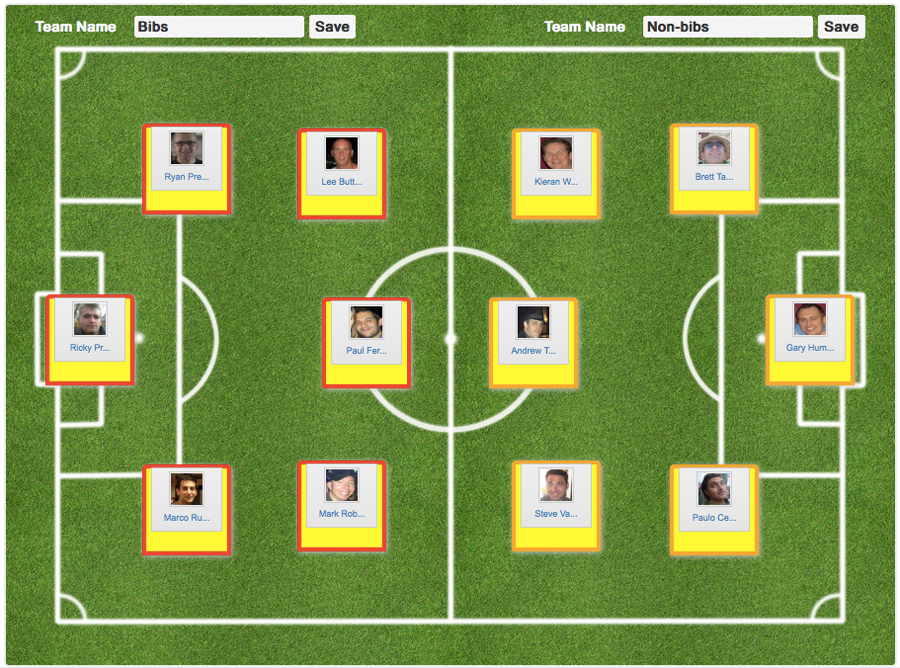 Team Name Bibs Save
Team Name Non-bibs Save
Ryan Pre...
Lee Butt...
Kieran W...
Brett Ta...
Ricky Pr...
Paul Fer...
Andrew T...
Gary Hum...
Marco Ru...
Mark Rob...
Steve Va...
Paulo Ce...